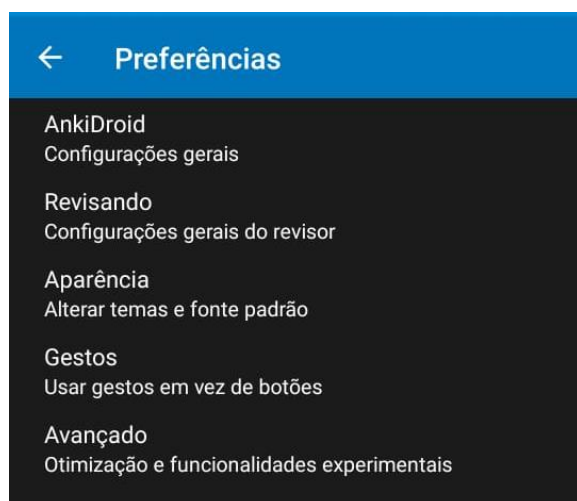 Preferências
AnkiDroid
Configurações gerais
Revisando
Configurações gerais do revisor
Aparência
Alterar temas e fonte padrão
Gestos
Usar gestos em vez de botões
Avançado
Otimização e funcionalidades experimentais